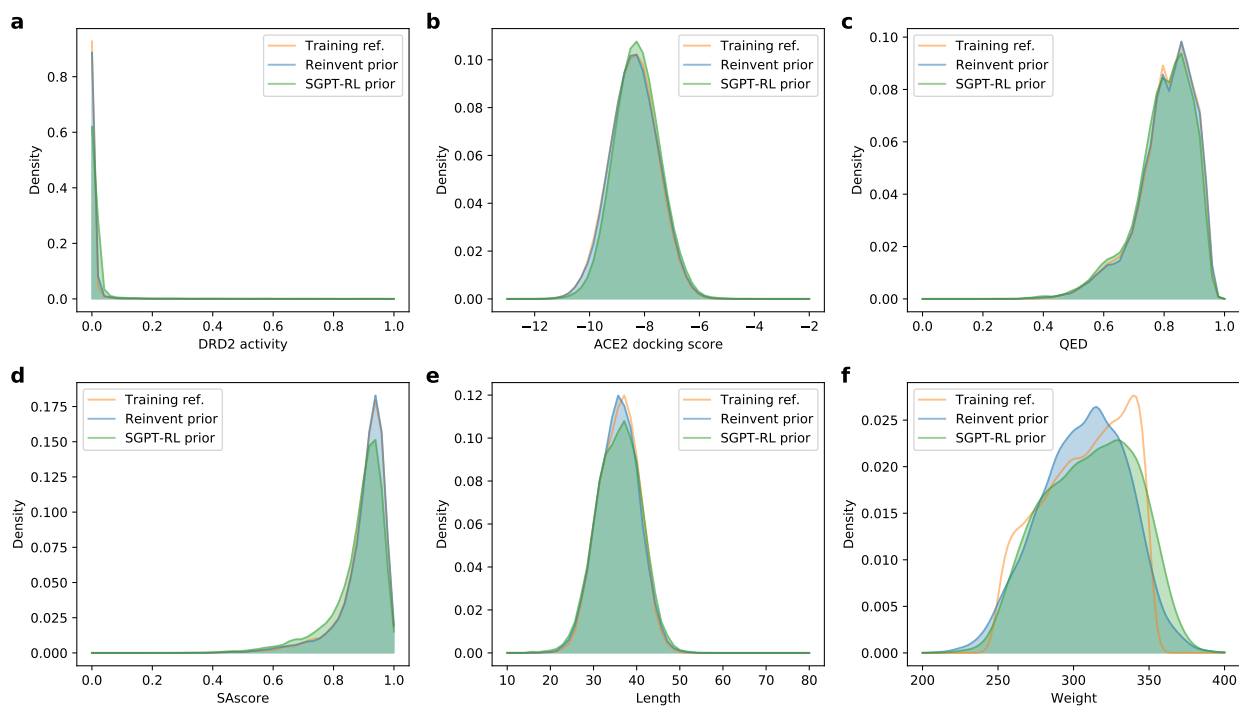 a
Density
0.8
0.6
0.4
0.2
0.0
Training ref.
Reinvent prior
SGPT-RL prior
0.0 0.2 0.4 0.6 0.8 1.0
DRD2 activity
b
Density
0.10
0.08
0.06
0.04
0.02
0.00
Training ref.
Reinvent prior
SGPT-RL prior
−12 −10 −8 −6 −4 −2
ACE2 docking score
c
Density
0.10
0.08
0.06
0.04
0.02
0.00
Training ref.
Reinvent prior
SGPT-RL prior
0.0 0.2 0.4 0.6 0.8 1.0
QED
d
Density
0.175
0.150
0.125
0.100
0.075
0.050
0.025
0.000
Training ref.
Reinvent prior
SGPT-RL prior
0.0 0.2 0.4 0.6 0.8 1.0
SAscore
e
Density
0.12
0.10
0.08
0.06
0.04
0.02
0.00
Training ref.
Reinvent prior
SGPT-RL prior
10 20 30 40 50 60 70 80
Length
f
Density
0.025
0.020
0.015
0.010
0.005
0.000
Training ref.
Reinvent prior
SGPT-RL prior
200 250 300 350 400
Weight